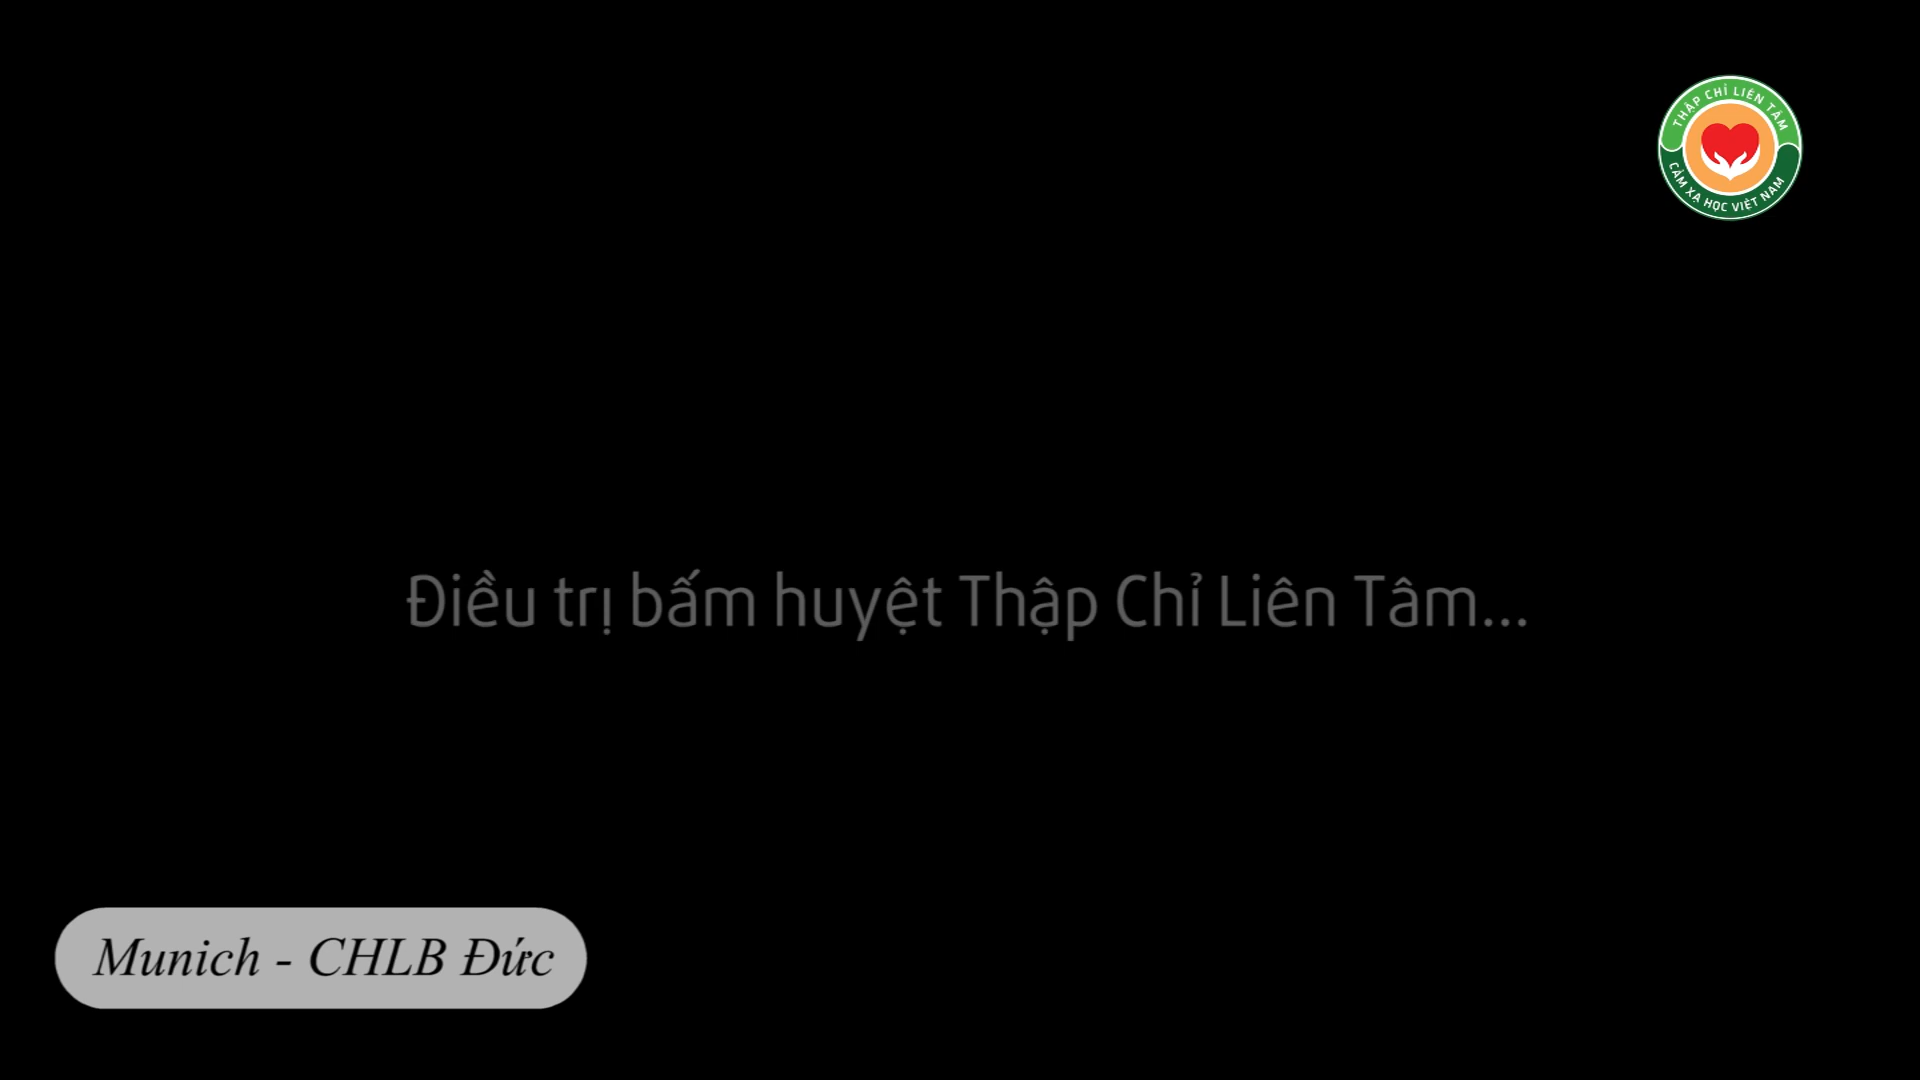 THẬP CHỈ LIÊN TÂM
CẢM XẠ HỌC VIỆT NAM
Điều trị bấm huyệt Thập Chỉ Liên Tâm...
Munich - CHLB Đức